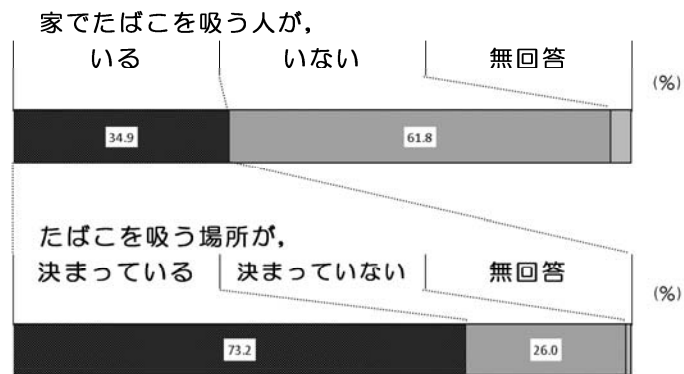 家でたばこを吸う人が,
いる いない 無回答
(%)
34.9 61.8
たばこを吸う場所が,
決まっている 決まっていない 無回答
(%)
73.2 26.0